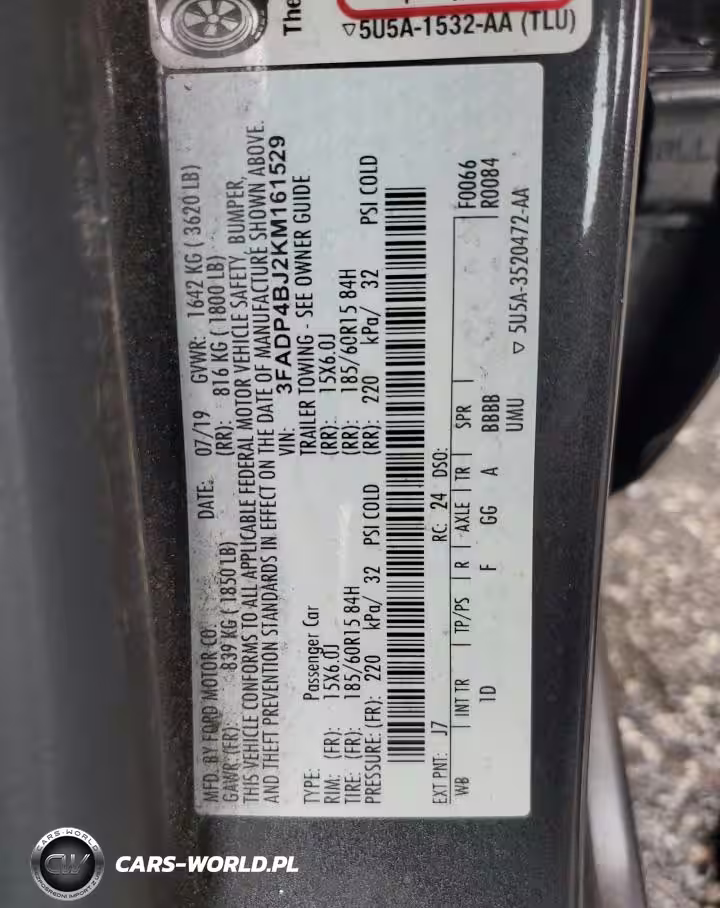 The
▽5U5A-1532-AA (TLU)
MFD. BY FORD MOTOR CO. DATE: 07/19 GVWR: 1642 KG ( 3620 LB)
GAWR:(FR): 839 KG ( 1850 LB) (RR): 816 KG ( 1800 LB)
THIS VEHICLE CONFORMS TO ALL APPLICABLE FEDERAL MOTOR VEHICLE SAFETY BUMPER,
AND THEFT PREVENTION STANDARDS IN EFFECT ON THE DATE OF MANUFACTURE SHOWN ABOVE.
VIN: 3FADP4BJ2KM161529
TYPE: Passenger Car TRAILER TOWING - SEE OWNER GUIDE
RIM: (FR): 15X6.0J (RR): 15X6.0J
TIRE: (FR): 185/60R15 84H (RR): 185/60R15 84H
PRESSURE: (FR): 220 kPa/ 32 PSI COLD (RR): 220 kPa/ 32 PSI COLD
EXT PNT: J7 RC: 24 DSO: F0066
WB INT TR TP/PS R AXLE TR SPR R0084
1D F GG A BBBB
UMU ▽ 5U5A-3520472-AA
CARS-WORLD.PL
CARS-WORLD
CW